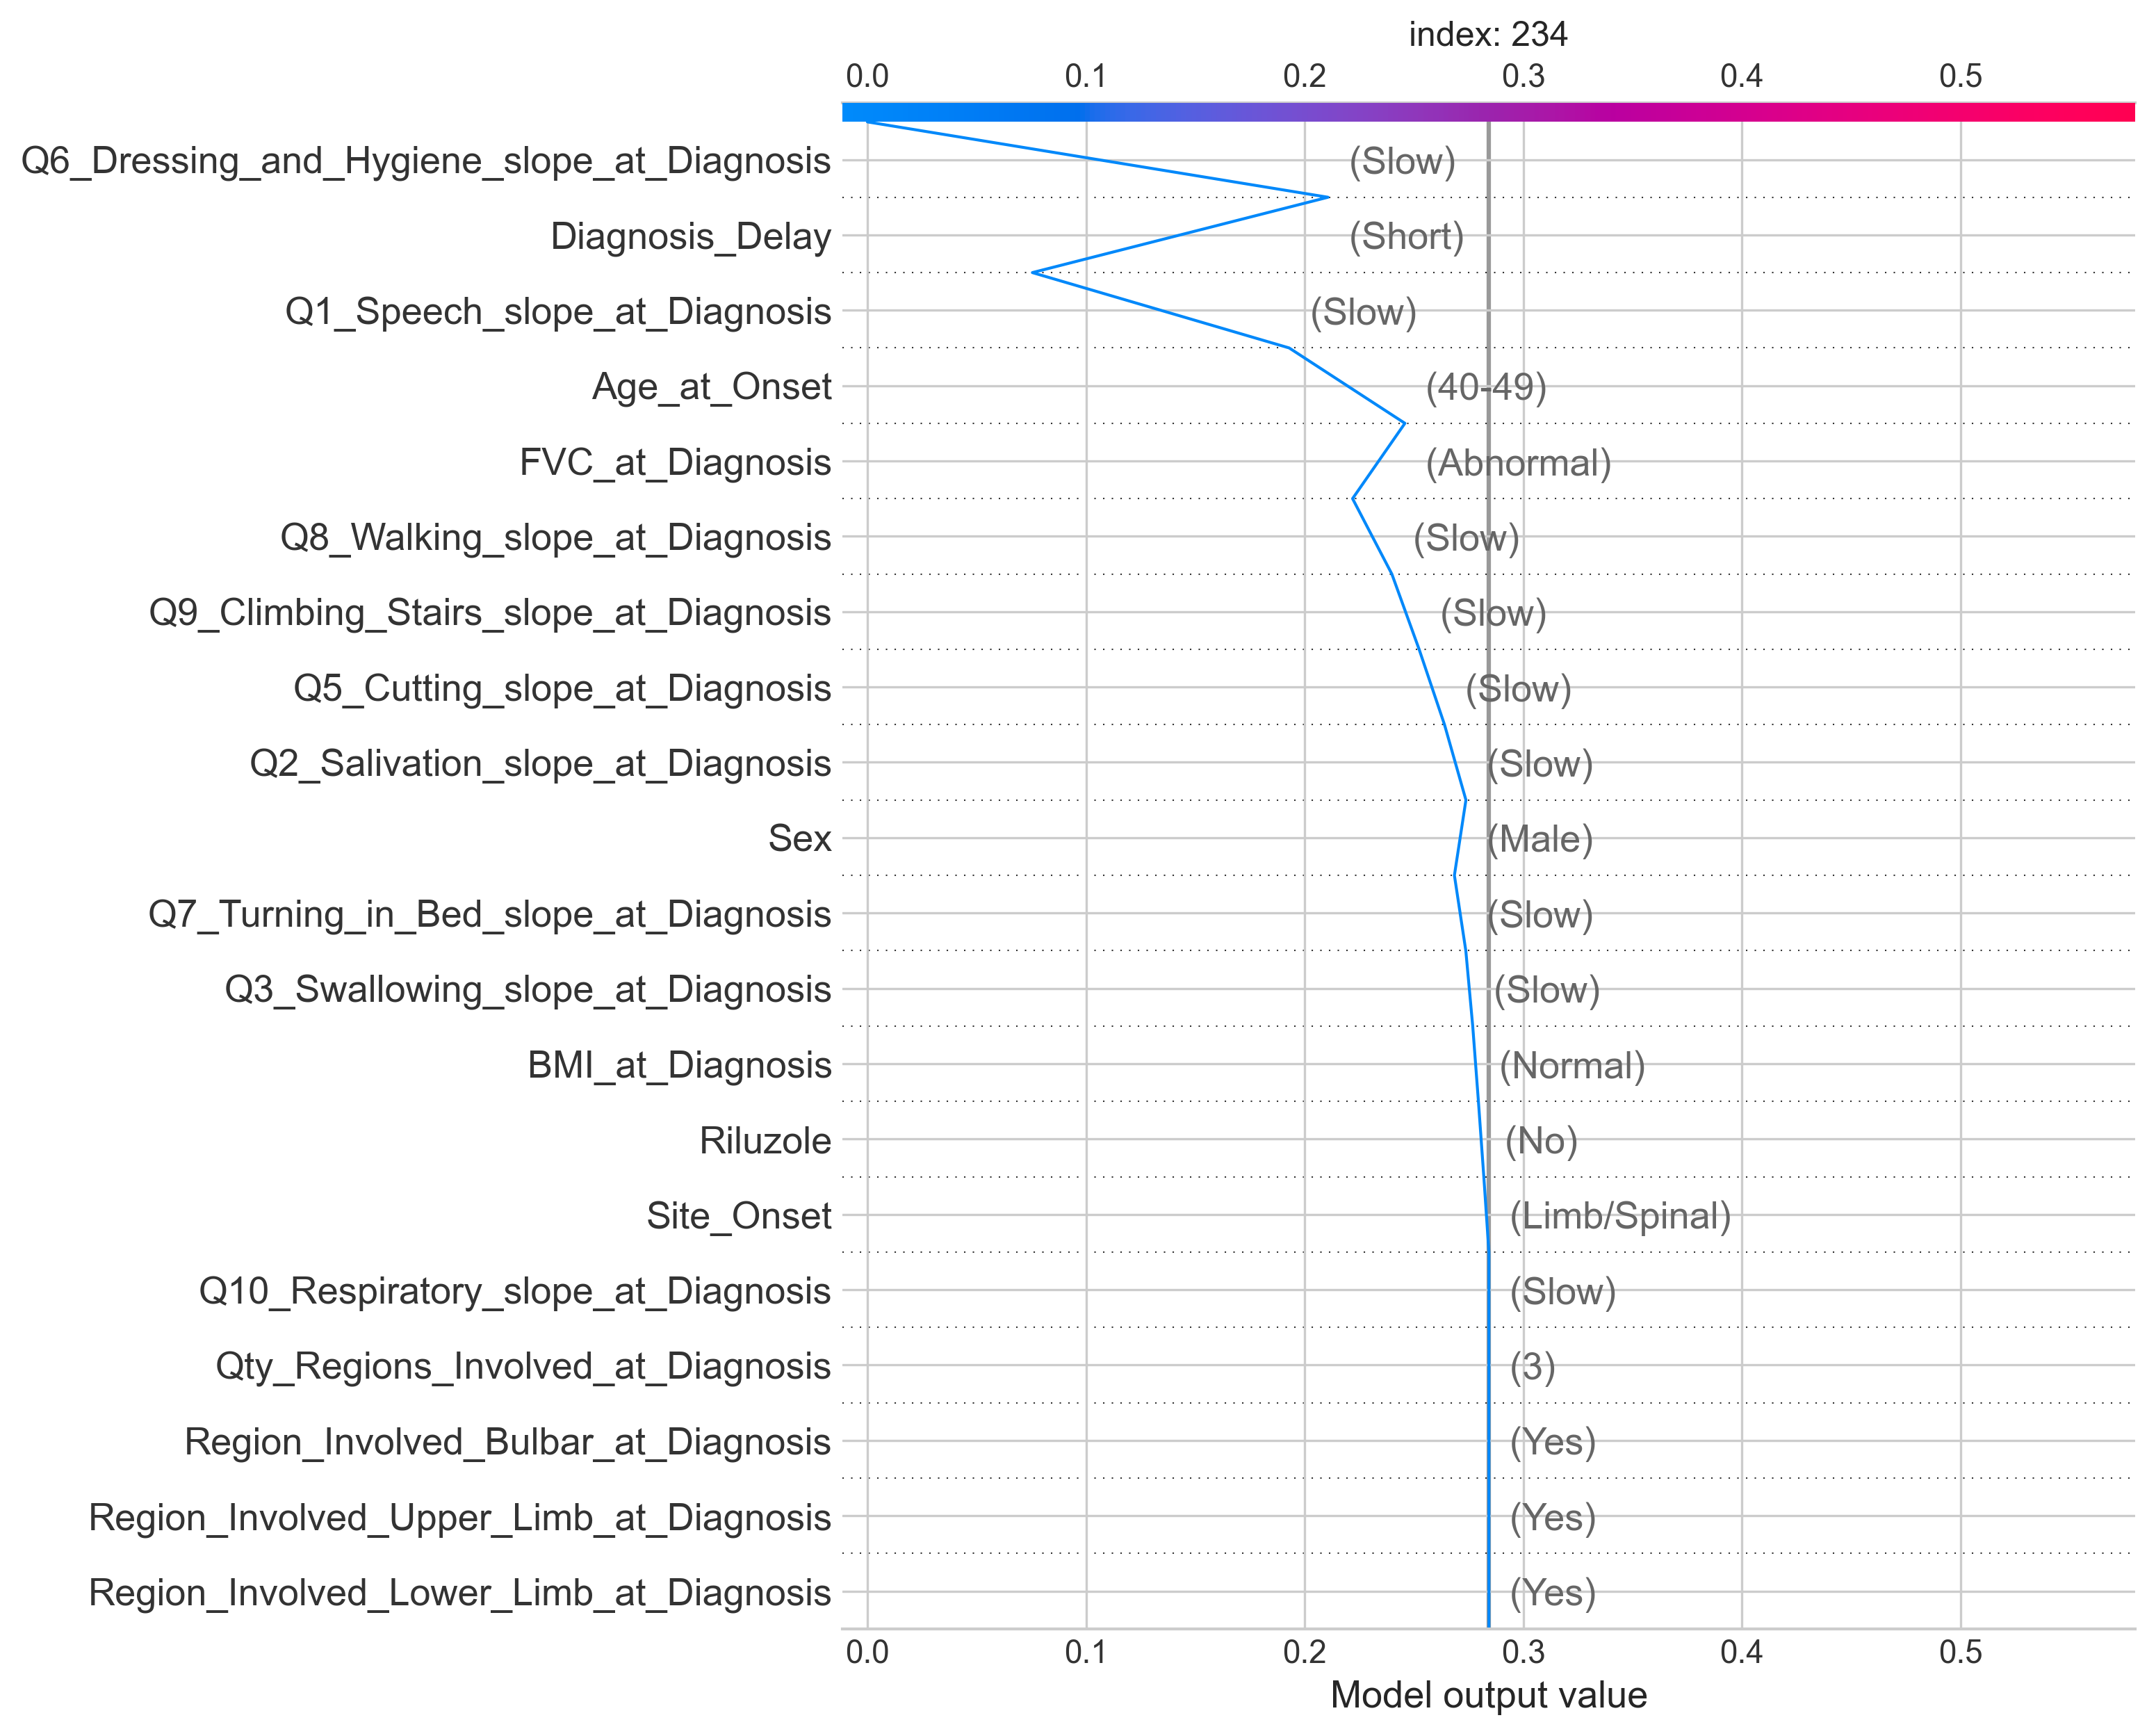 index: 234
0.0 0.1 0.2 0.3 0.4 0.5
Q6_Dressing_and_Hygiene_slope_at_Diagnosis (Slow)
Diagnosis_Delay (Short)
Q1_Speech_slope_at_Diagnosis (Slow)
Age_at_Onset (40-49)
FVC_at_Diagnosis (Abnormal)
Q8_Walking_slope_at_Diagnosis (Slow)
Q9_Climbing_Stairs_slope_at_Diagnosis (Slow)
Q5_Cutting_slope_at_Diagnosis (Slow)
Q2_Salivation_slope_at_Diagnosis (Slow)
Sex (Male)
Q7_Turning_in_Bed_slope_at_Diagnosis (Slow)
Q3_Swallowing_slope_at_Diagnosis (Slow)
BMI_at_Diagnosis (Normal)
Riluzole (No)
Site_Onset (Limb/Spinal)
Q10_Respiratory_slope_at_Diagnosis (Slow)
Qty_Regions_Involved_at_Diagnosis (3)
Region_Involved_Bulbar_at_Diagnosis (Yes)
Region_Involved_Upper_Limb_at_Diagnosis (Yes)
Region_Involved_Lower_Limb_at_Diagnosis (Yes)
0.0 0.1 0.2 0.3 0.4 0.5
Model output value